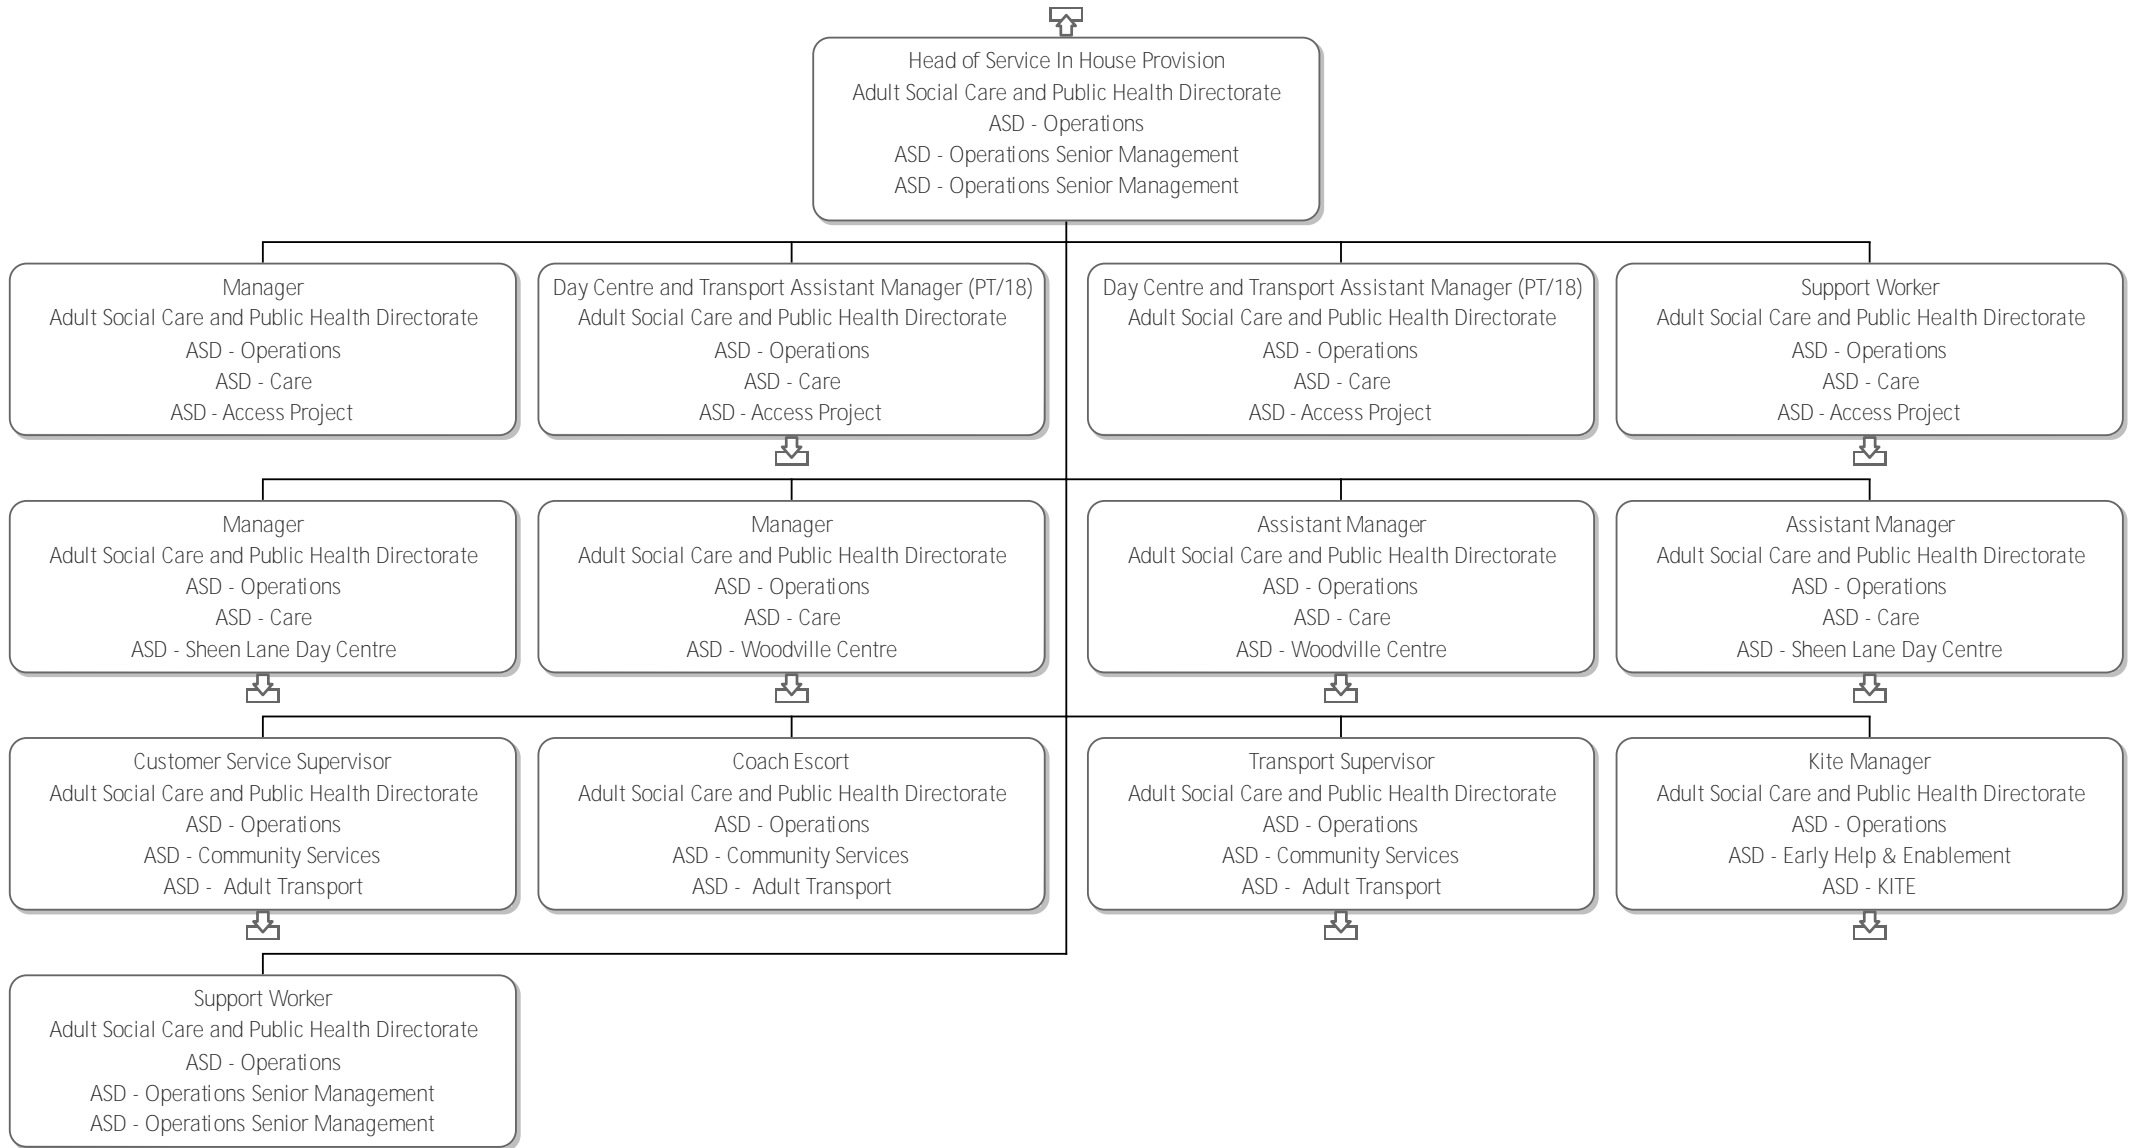 Head of Service In House Provision
Adult Social Care and Public Health Directorate
ASD - Operations
ASD - Operations Senior Management
ASD - Operations Senior Management
Manager
Adult Social Care and Public Health Directorate
ASD - Operations
ASD - Care
ASD - Access Project
Day Centre and Transport Assistant Manager (PT/18)
Adult Social Care and Public Health Directorate
ASD - Operations
ASD - Care
ASD - Access Project
Day Centre and Transport Assistant Manager (PT/18)
Adult Social Care and Public Health Directorate
ASD - Operations
ASD - Care
ASD - Access Project
Support Worker
Adult Social Care and Public Health Directorate
ASD - Operations
ASD - Care
ASD - Access Project
Manager
Adult Social Care and Public Health Directorate
ASD - Operations
ASD - Care
ASD - Sheen Lane Day Centre
Manager
Adult Social Care and Public Health Directorate
ASD - Operations
ASD - Care
ASD - Woodville Centre
Assistant Manager
Adult Social Care and Public Health Directorate
ASD - Operations
ASD - Care
ASD - Woodville Centre
Assistant Manager
Adult Social Care and Public Health Directorate
ASD - Operations
ASD - Care
ASD - Sheen Lane Day Centre
Customer Service Supervisor
Adult Social Care and Public Health Directorate
ASD - Operations
ASD - Community Services
ASD - Adult Transport
Coach Escort
Adult Social Care and Public Health Directorate
ASD - Operations
ASD - Community Services
ASD - Adult Transport
Transport Supervisor
Adult Social Care and Public Health Directorate
ASD - Operations
ASD - Community Services
ASD - Adult Transport
Kite Manager
Adult Social Care and Public Health Directorate
ASD - Operations
ASD - Early Help & Enablement
ASD - KITE
Support Worker
Adult Social Care and Public Health Directorate
ASD - Operations
ASD - Operations Senior Management
ASD - Operations Senior Management